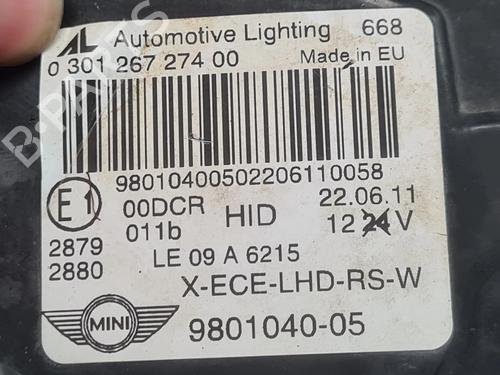 AL Automotive Lighting 668
0 301 267 274 00 Made in EU
98010400502206110058
E1 00DCR HID 22.06.11
011b 12 24 V
2879 LE 09 A 6215
2880
X-ECE-LHD-RS-W
MINI 9801040-05
B-PARTS